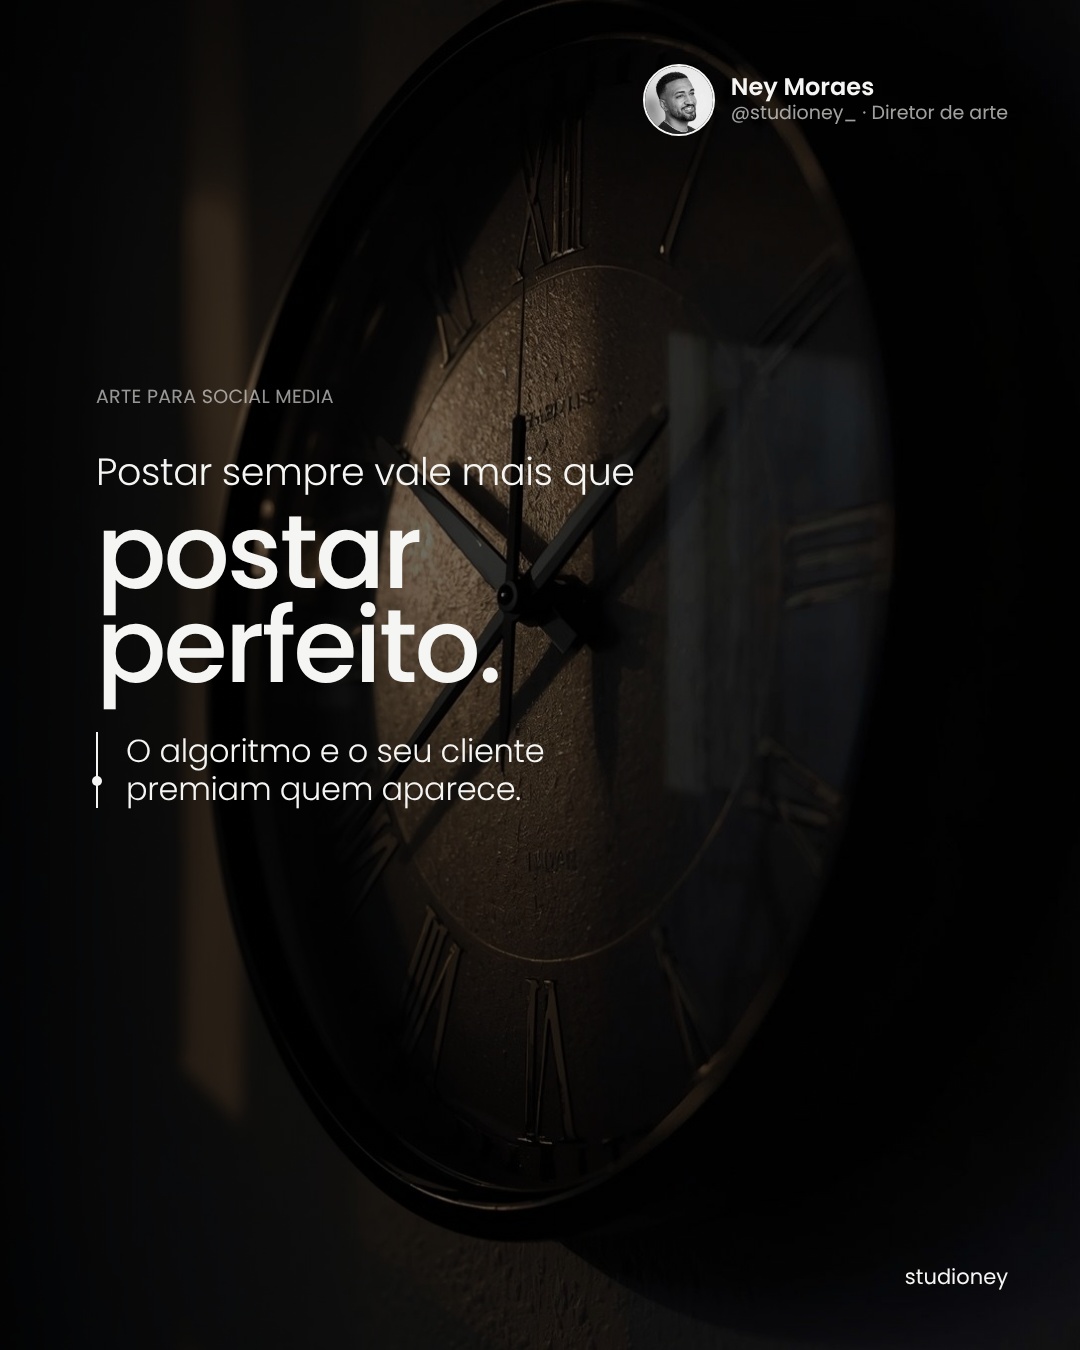 Ney Moraes
@studioney_ · Diretor de arte
ARTE PARA SOCIAL MEDIA
Postar sempre vale mais que
postar
perfeito.
O algoritmo e o seu cliente
premiam quem aparece.
studioney